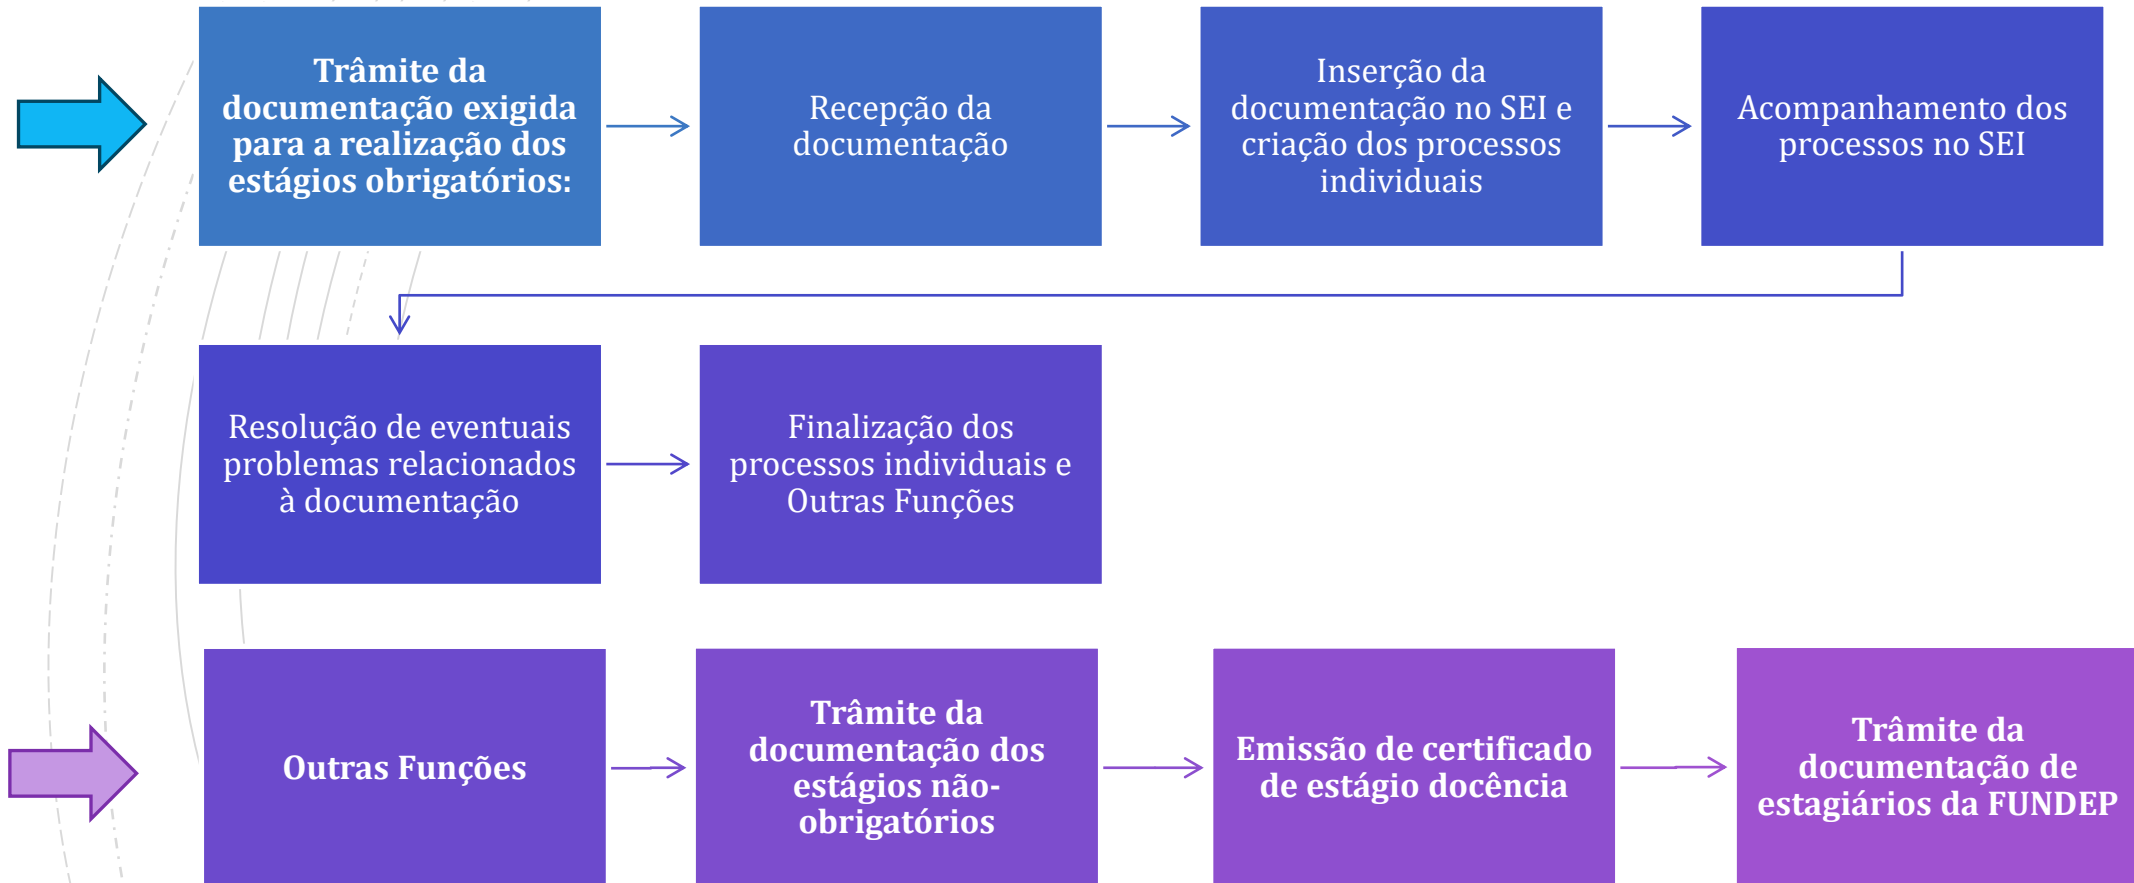 Trâmite da
documentação exigida
para a realização dos
estágios obrigatórios:
Recepção da
documentação
Inserção da
documentação no SEI e
criação dos processos
individuais
Acompanhamento dos
processos no SEI
Resolução de eventuais
problemas relacionados
à documentação
Finalização dos
processos individuais e
Outras Funções
Outras Funções
Trâmite da
documentação dos
estágios não-
obrigatórios
Emissão de certificado
de estágio docência
Trâmite da
documentação de
estagiários da FUNDEP